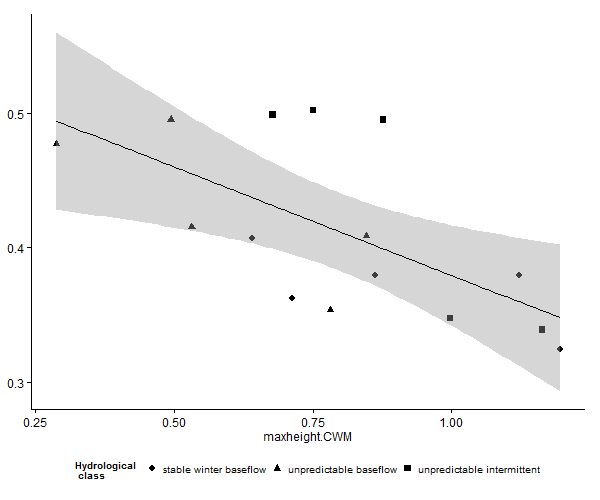 0.5
0.4
0.3
0.25 0.50 0.75 1.00
maxheight.CWM
Hydrological
class
stable winter baseflow unpredictable baseflow unpredictable intermittent